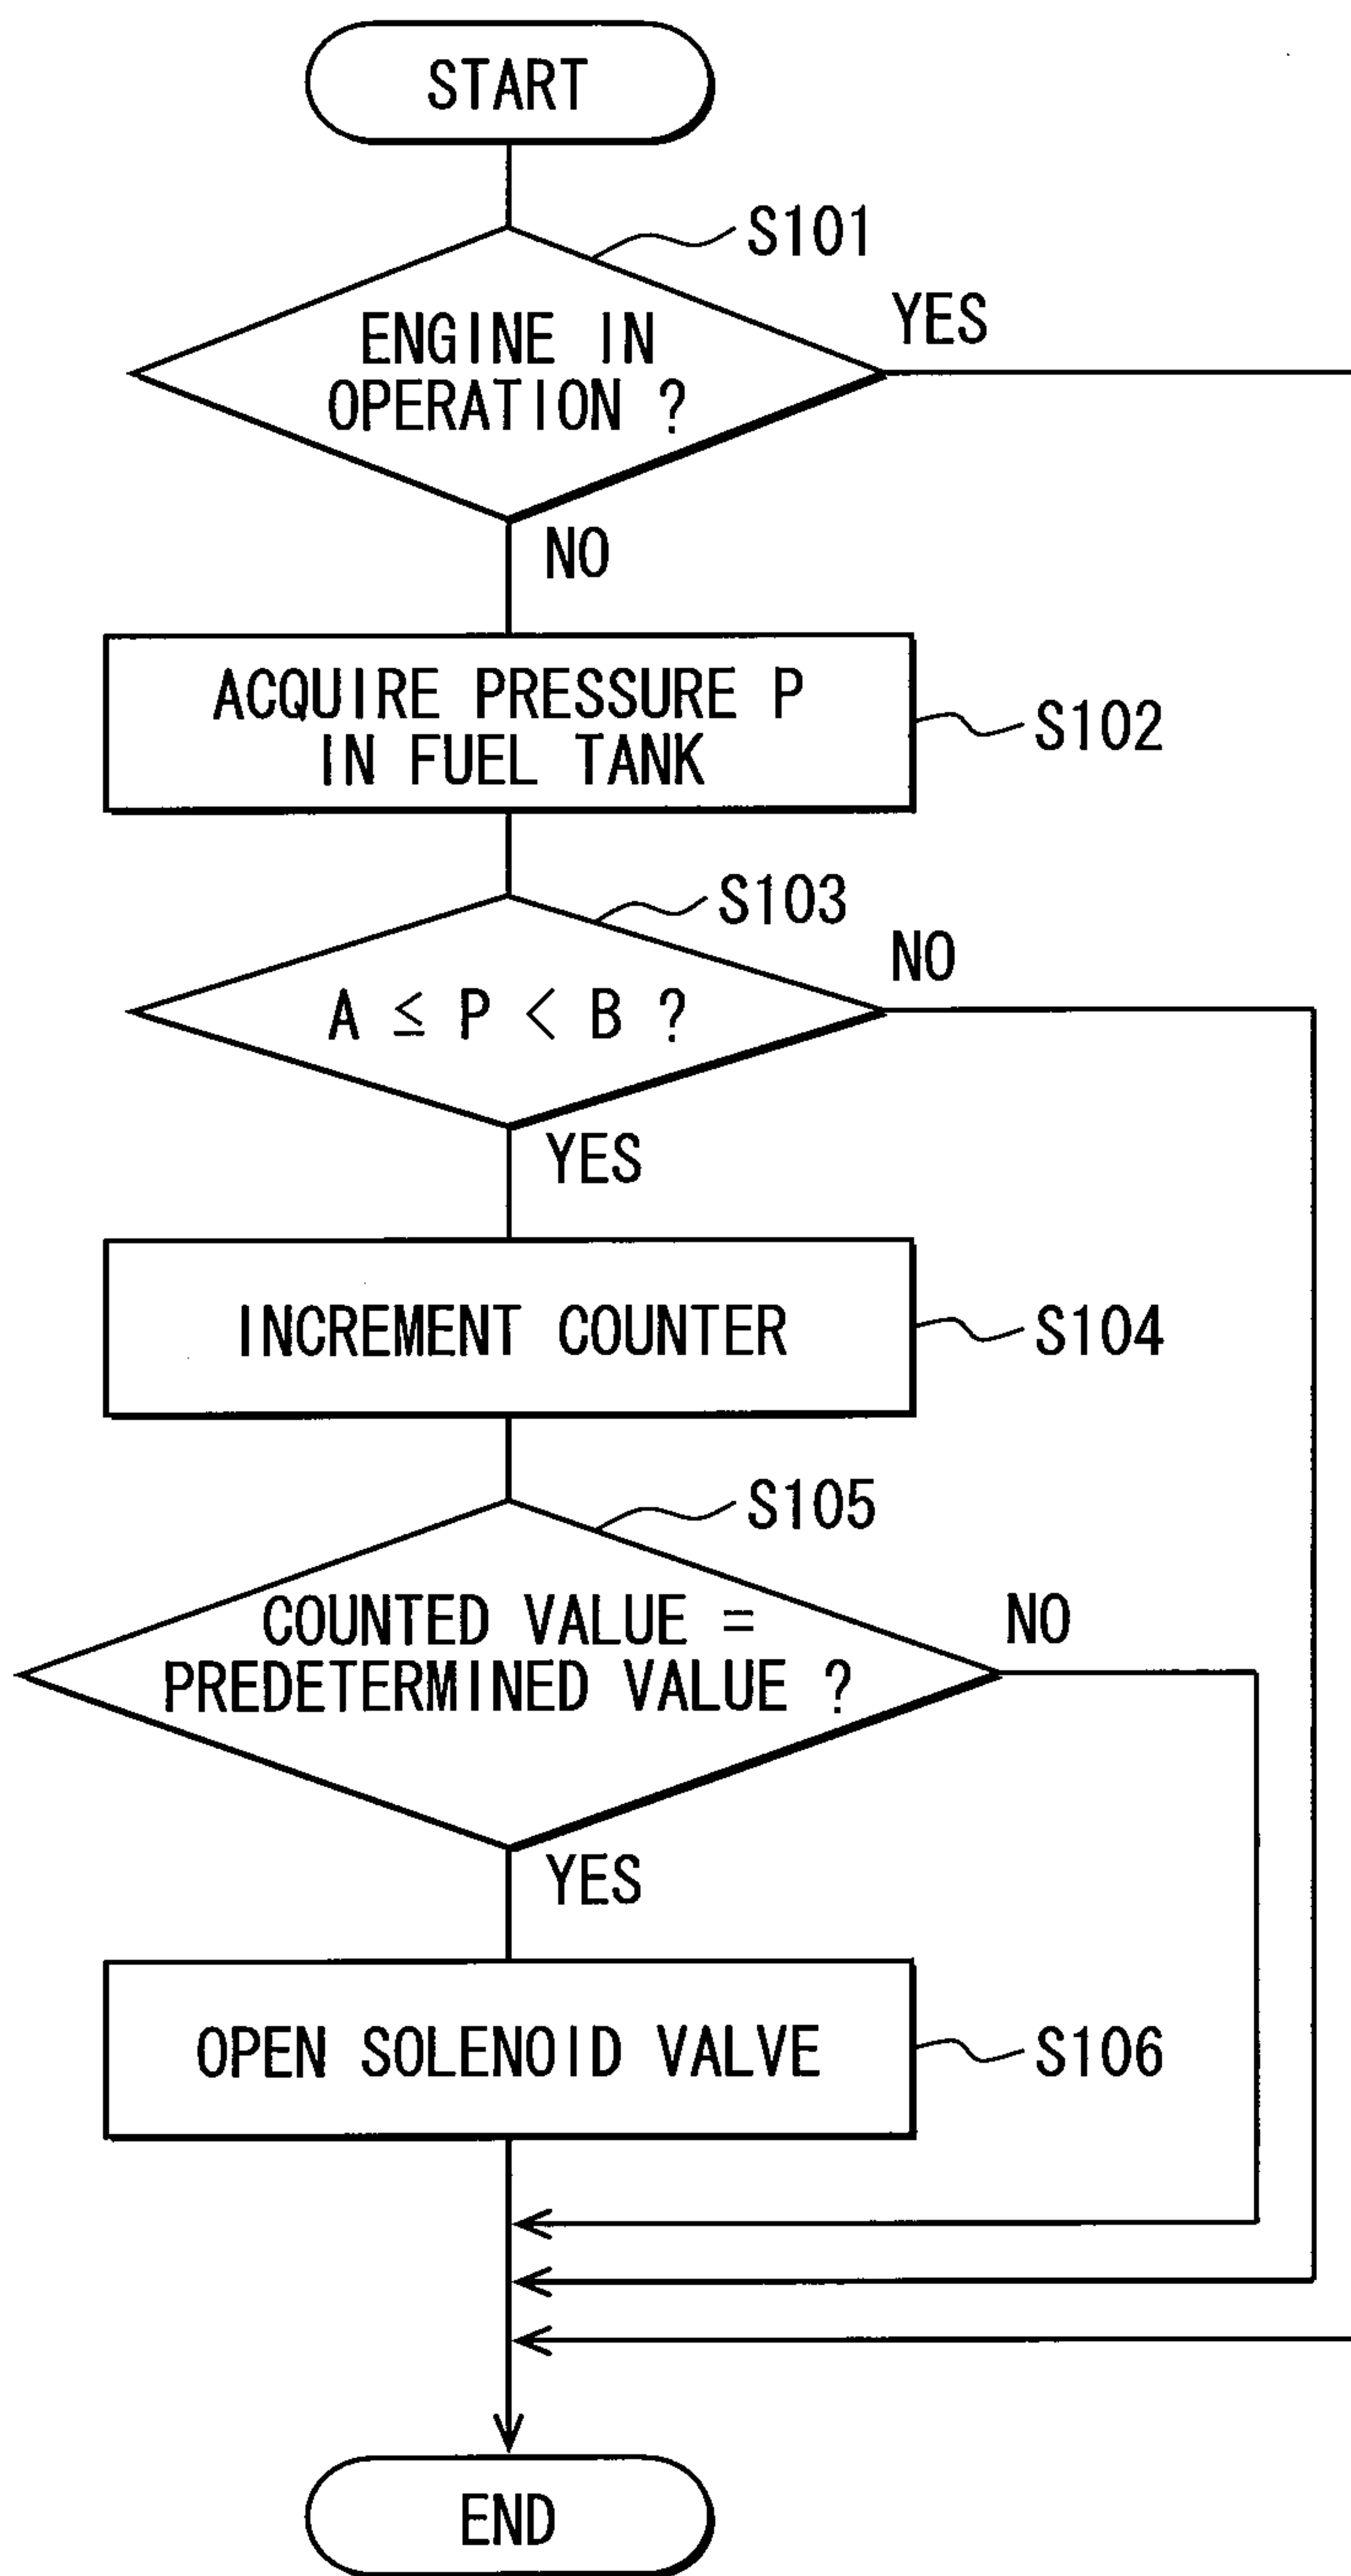 START
S101
ENGINE IN
OPERATION ?
YES
NO
ACQUIRE PRESSURE P
IN FUEL TANK
S102
S103
A ≤ P < B ?
NO
YES
INCREMENT COUNTER
S104
S105
COUNTED VALUE =
PREDETERMINED VALUE ?
NO
YES
OPEN SOLENOID VALVE
S106
END